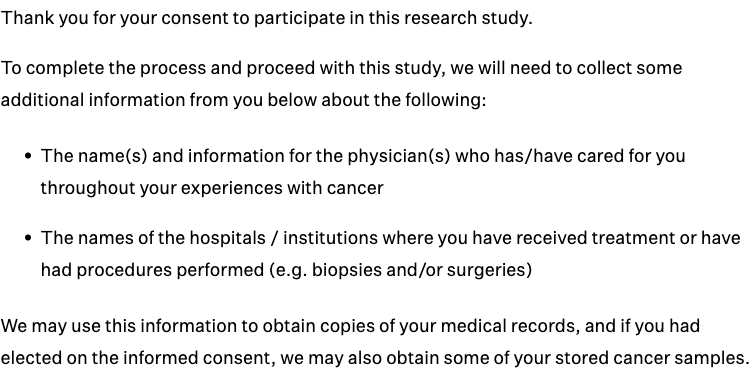 Thank you for your consent to participate in this research study.
To complete the process and proceed with this study, we will need to collect some
additional information from you below about the following:
• The name(s) and information for the physician(s) who has/have cared for you
throughout your experiences with cancer
• The names of the hospitals / institutions where you have received treatment or have
had procedures performed (e.g. biopsies and/or surgeries)
We may use this information to obtain copies of your medical records, and if you had
elected on the informed consent, we may also obtain some of your stored cancer samples.